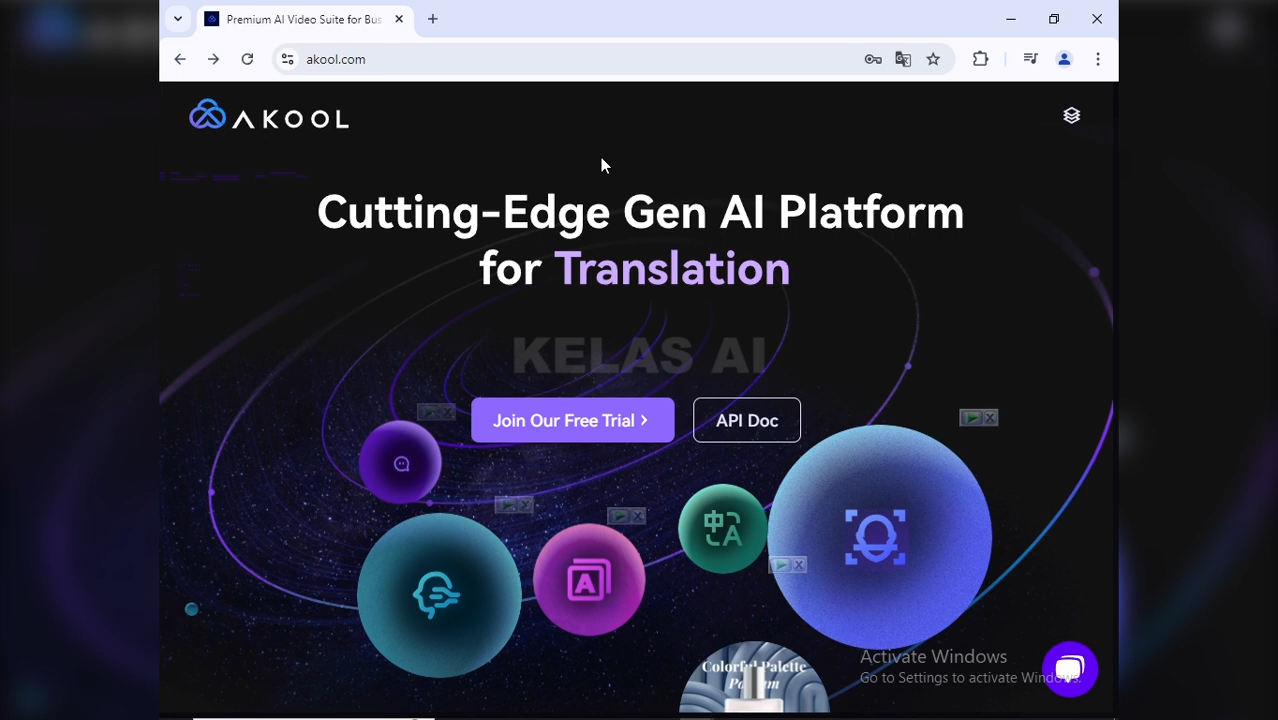 Premium AI Video Suite for Bus
akool.com
AKOOL
Cutting-Edge Gen AI Platform
for Translation
KELAS AI
Join Our Free Trial >
API Doc
中
A
A
Colorful Palette
Activate Windows
Go to Settings to activate Windows.